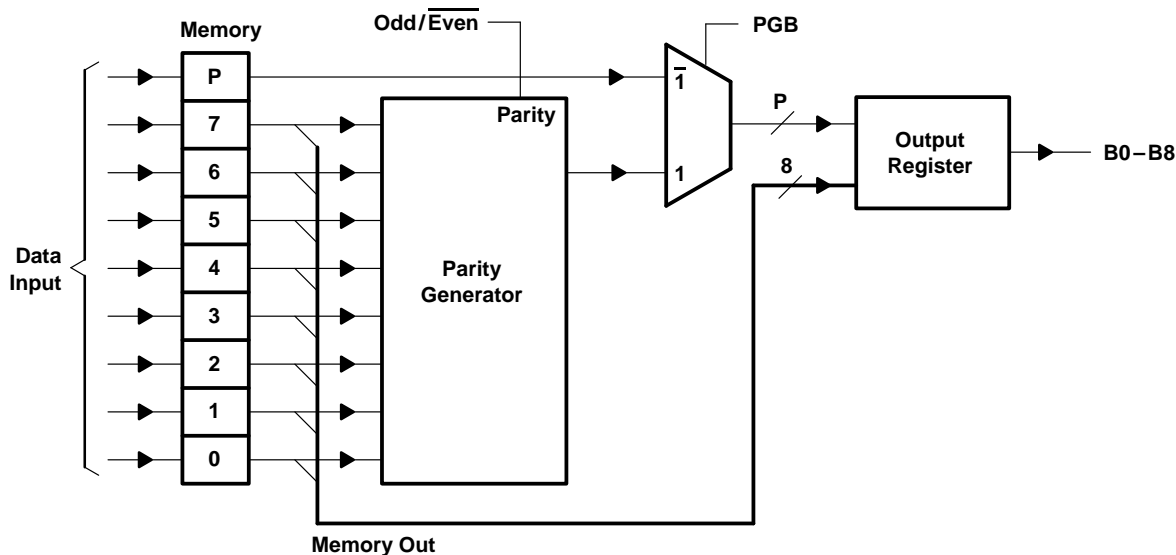 Odd/Even
PGB
Memory
P
1
Parity
7
P
Output
Register
B0–B8
6
1
8
5
Data
Input
4
Parity
Generator
3
2
1
0
Memory Out